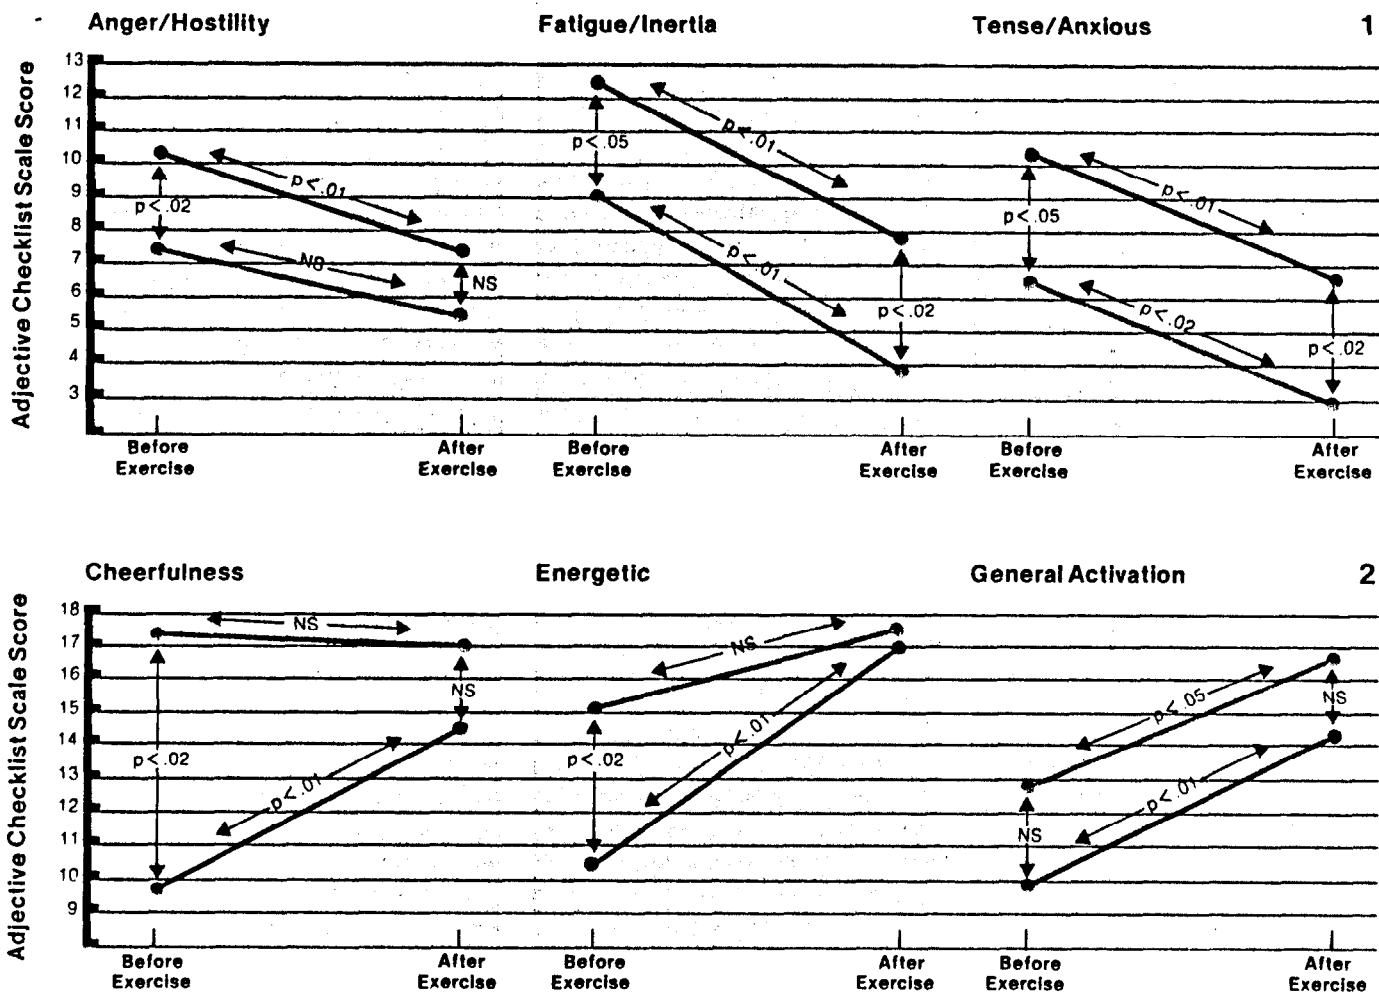 Anger/Hostility Fatigue/Inertia Tense/Anxious 1
Adjective Checklist Scale Score
13
12
11
10
9
8
7
6
5
4
3
p<.02
p<.01
NS
NS
p<.05
p<.01
p<.01
p<.02
p<.05
p<.01
p<.02
p<.02
Before After Before After Before After
Exercise Exercise Exercise Exercise Exercise Exercise
Cheerfulness Energetic General Activation 2
Adjective Checklist Scale Score
18
17
16
15
14
13
12
11
10
9
NS
p<.02
NS
p<.01
NS
p<.02
p<.01
p<.05
NS
NS
p<.01
Before After Before After Before After
Exercise Exercise Exercise Exercise Exercise Exercise